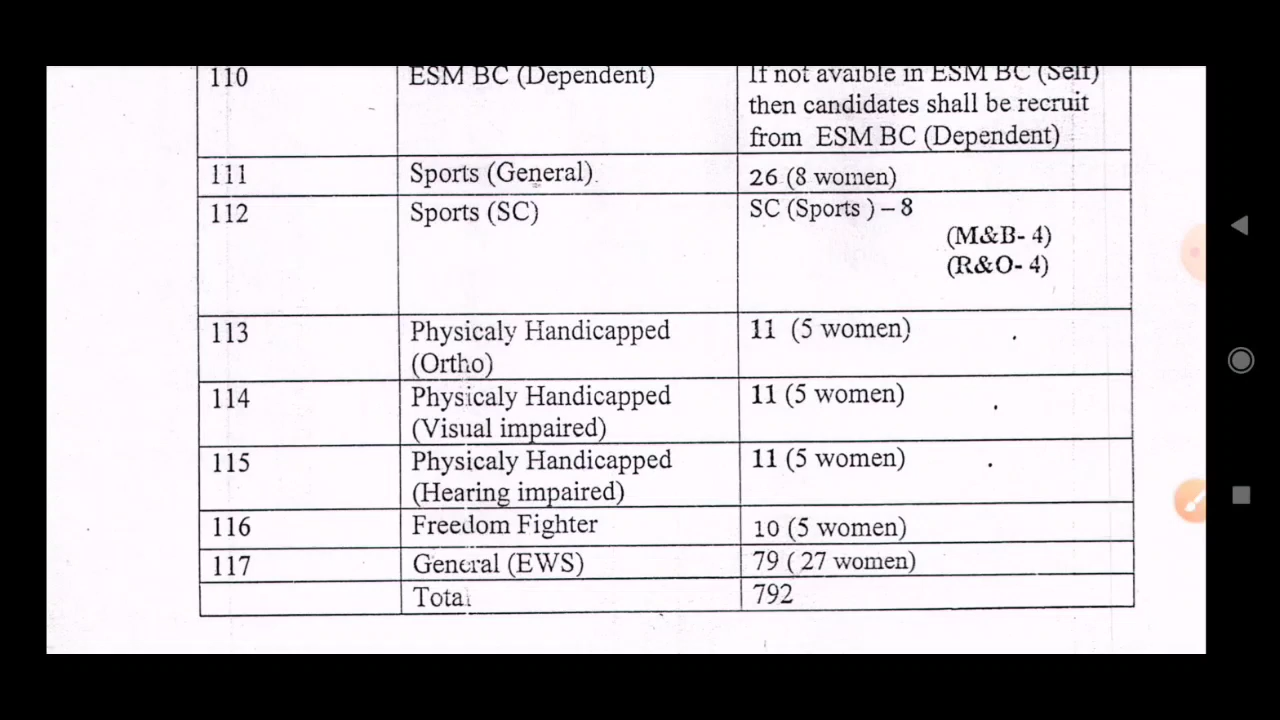 110 ESM BC (Dependent) If not avaible in ESM BC (Self)
then candidates shall be recruit
from ESM BC (Dependent)
111 Sports (General) 26 (8 women)
112 Sports (SC) SC (Sports ) – 8
(M&B- 4)
(R&O- 4)
113 Physicaly Handicapped 11 (5 women)
(Ortho)
114 Physicaly Handicapped 11 (5 women)
(Visual impaired)
115 Physicaly Handicapped 11 (5 women)
(Hearing impaired)
116 Freedom Fighter 10 (5 women)
117 General (EWS) 79 ( 27 women)
Total 792